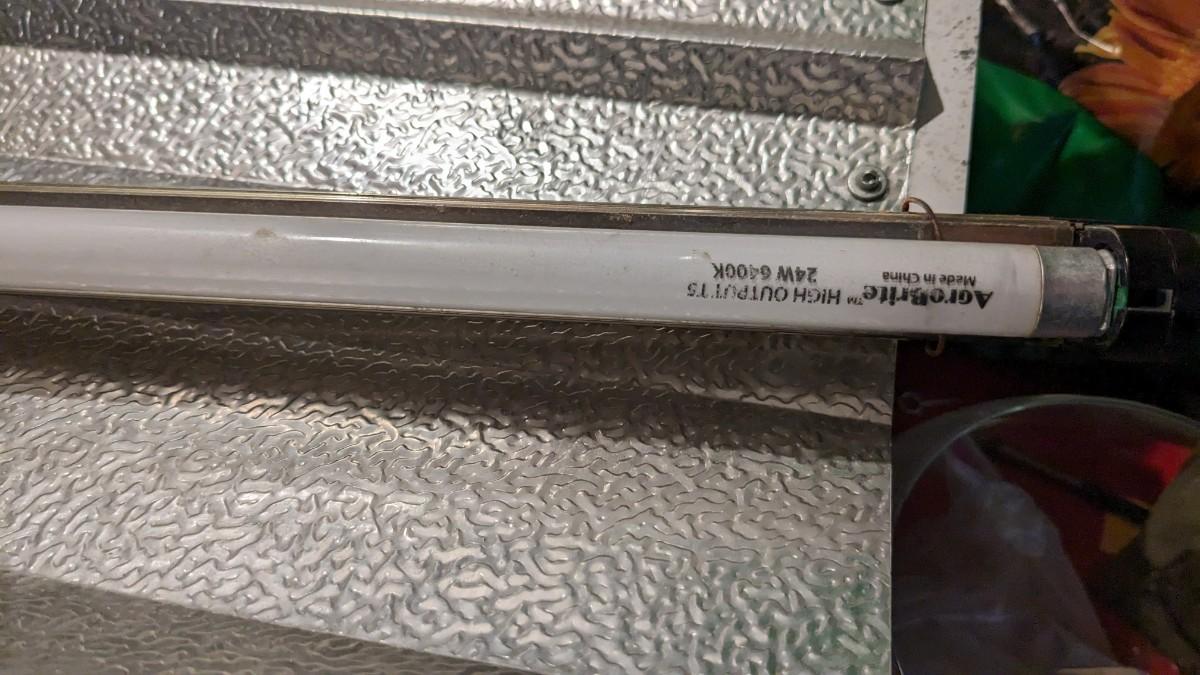 AgroBrite™ HIGH OUTPUT T5
Made in China 24W 6400K